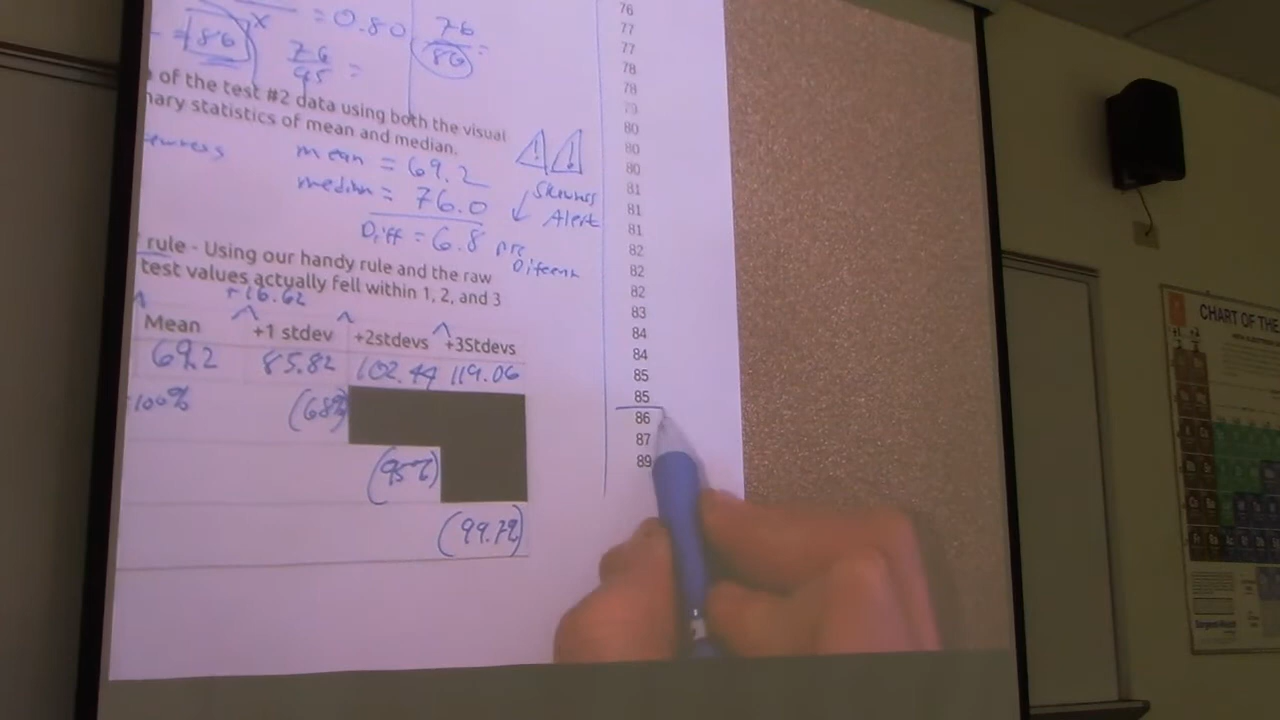 = 0.80
76
86
=
86
x
76
95
=
of the test #2 data using both the visual
mary statistics of mean and median.
mean = 69.2
median = 76.0
Diff = 6.8
Skewness
Alert
rule - Using our handy rule and the raw
test values actually fell within 1, 2, and 3
+16.62
Mean +1 stdev +2stdevs +3Stdevs
69.2 85.82 102.44 119.06
100% (68%)
(95%)
(99.7%)
76
77
77
78
78
79
80
80
80
81
81
81
82
82
82
83
84
84
85
85
86
87
89
CHART OF THE